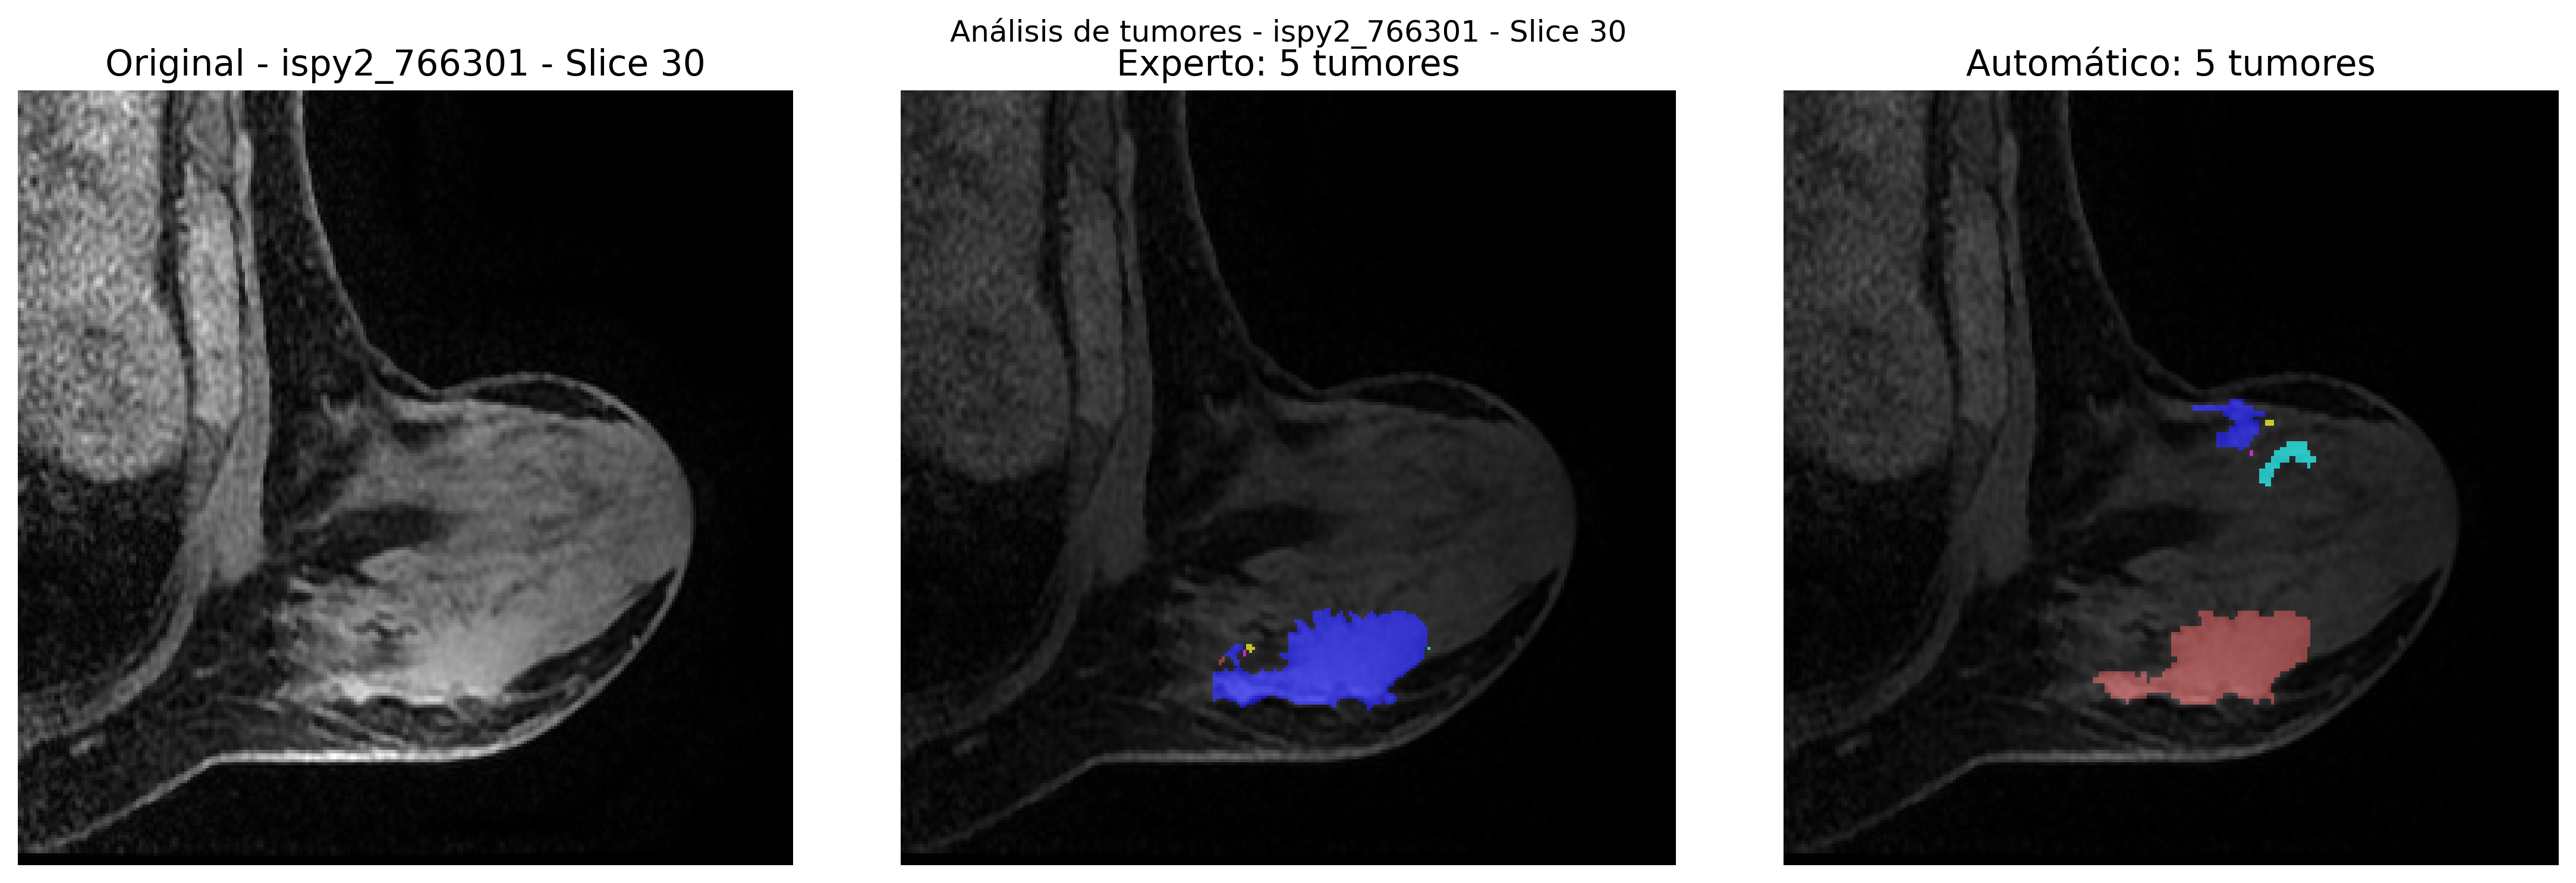 Análisis de tumores - ispy2_766301 - Slice 30
Original - ispy2_766301 - Slice 30
Experto: 5 tumores
Automático: 5 tumores